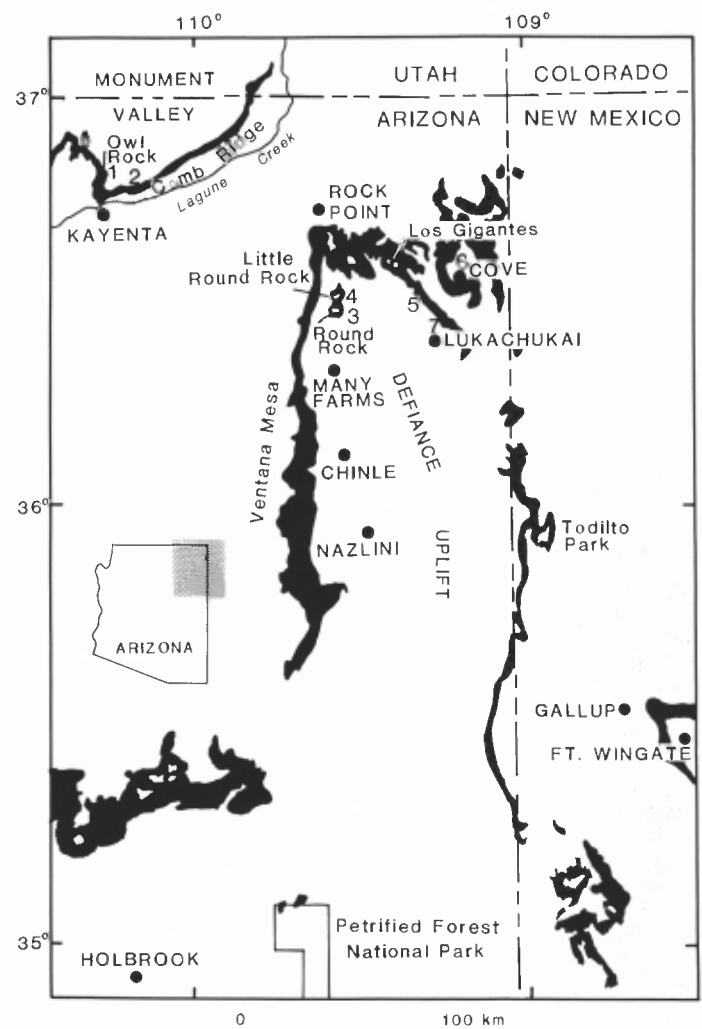 110° 109°
MONUMENT UTAH COLORADO
37°
VALLEY ARIZONA NEW MEXICO
Owl
Rock
1 2 Comb Ridge
Lagune Creek
KAYENTA
ROCK
POINT
Los Gigantes
Little
Round Rock
6
COVE
4
5
3
Round
Rock
7
LUKACHUKAI
MANY
FARMS
DEFIANCE
Ventana Mesa
CHINLE
36°
NAZLINI
UPLIFT
Todilto
Park
ARIZONA
GALLUP
FT. WINGATE
Petrified Forest
National Park
35°
HOLBROOK
0 100 km